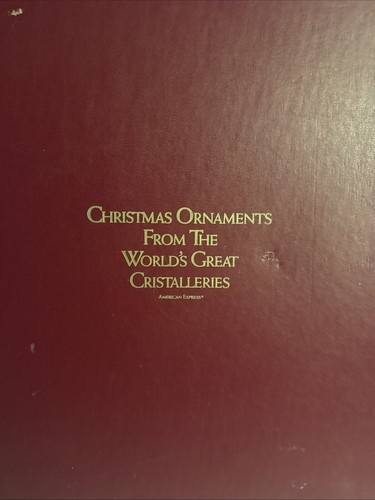 Christmas Ornaments
From The
World's Great
Cristalleries
American Express®